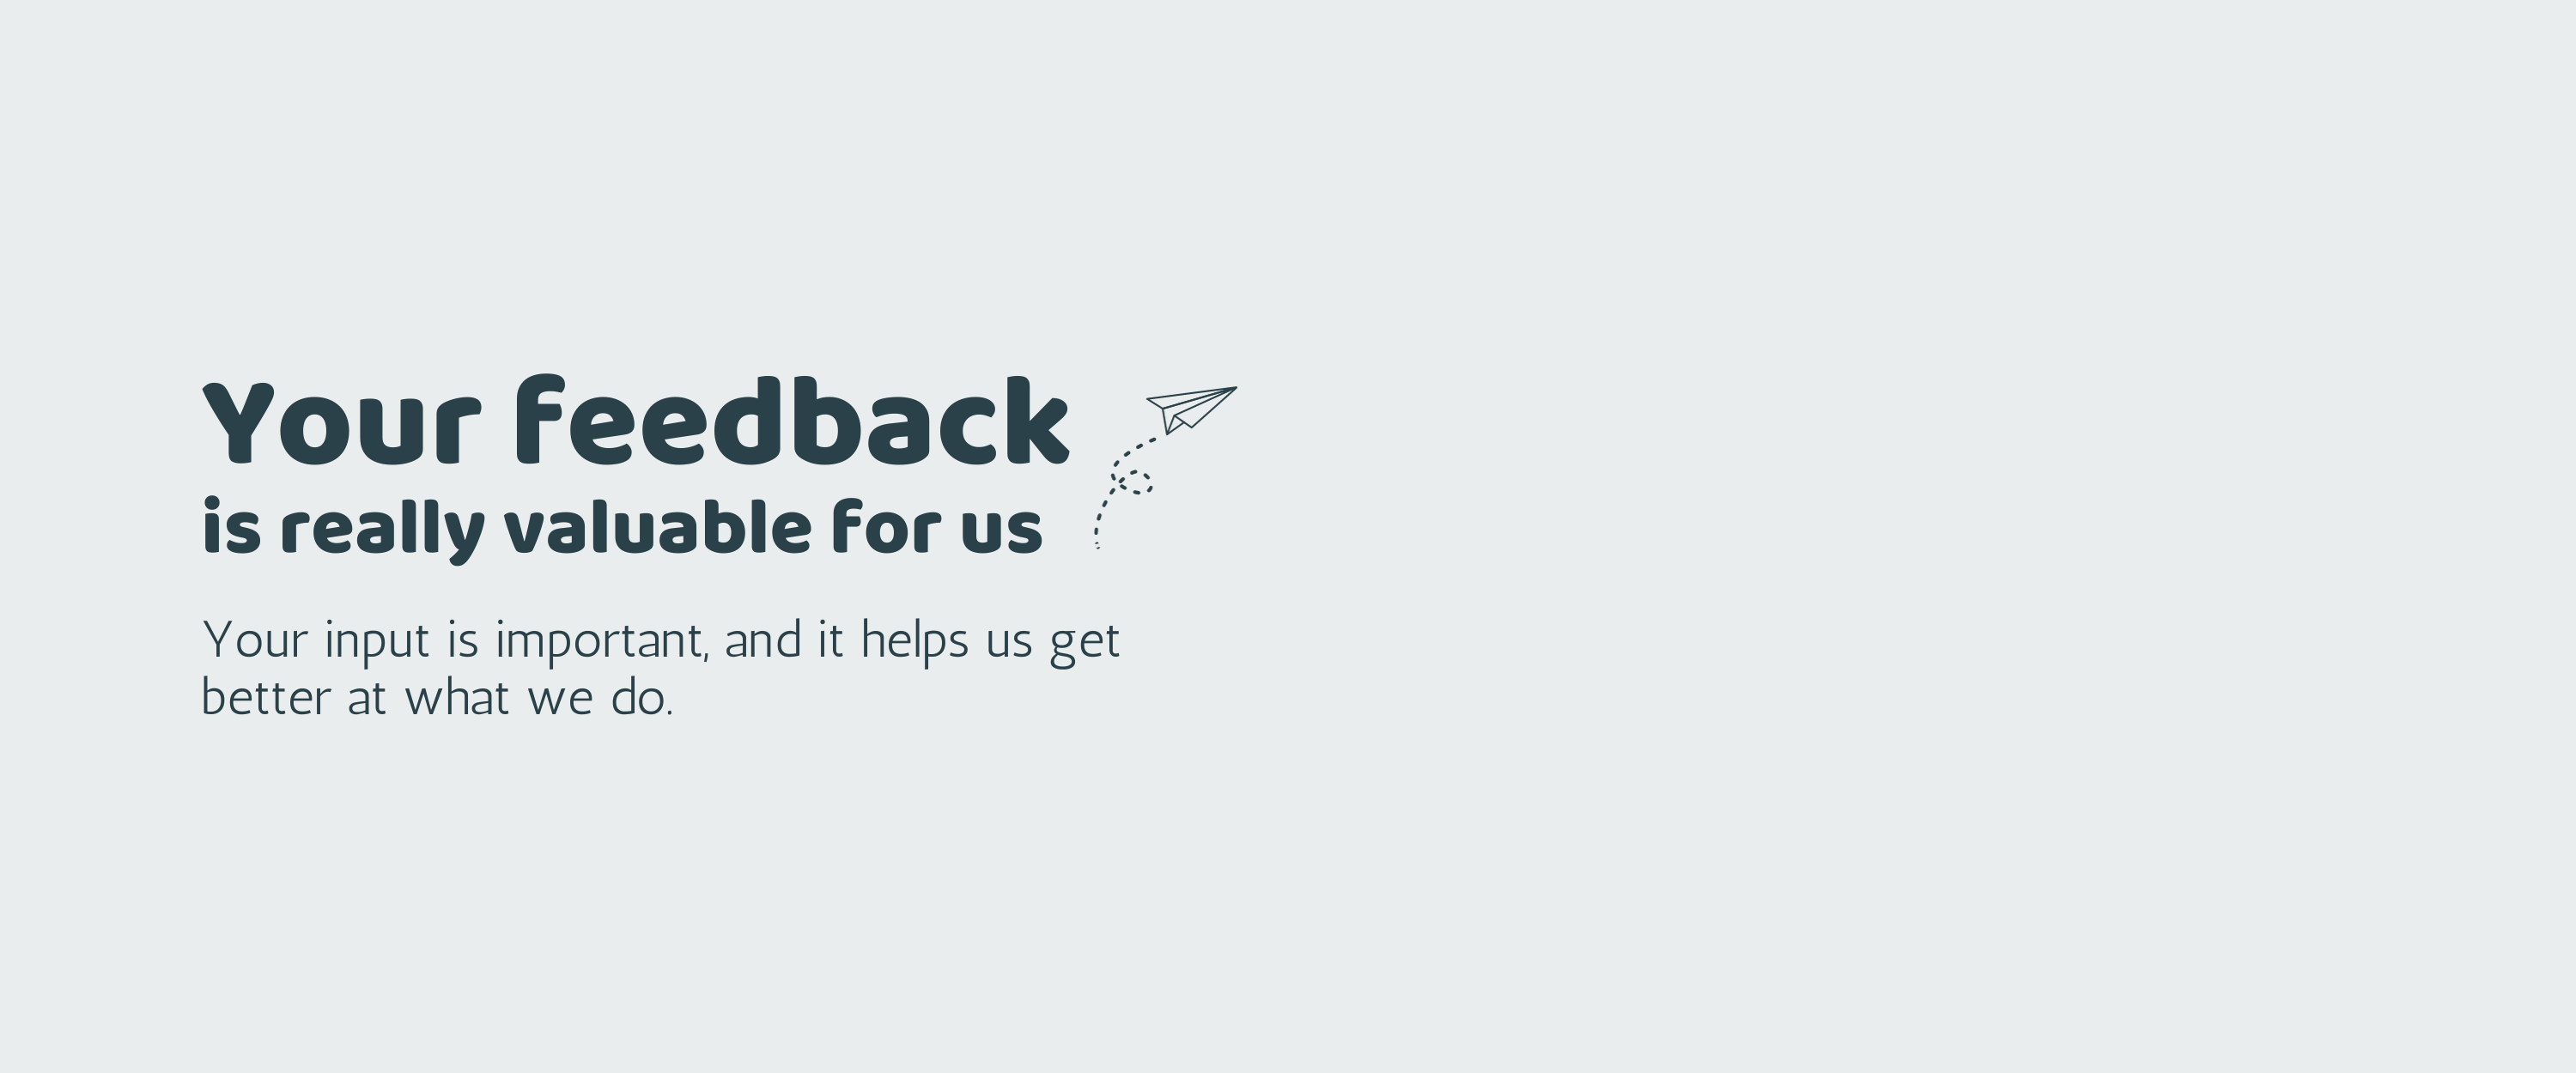 Your feedback
is really valuable for us
Your input is important, and it helps us get
better at what we do.